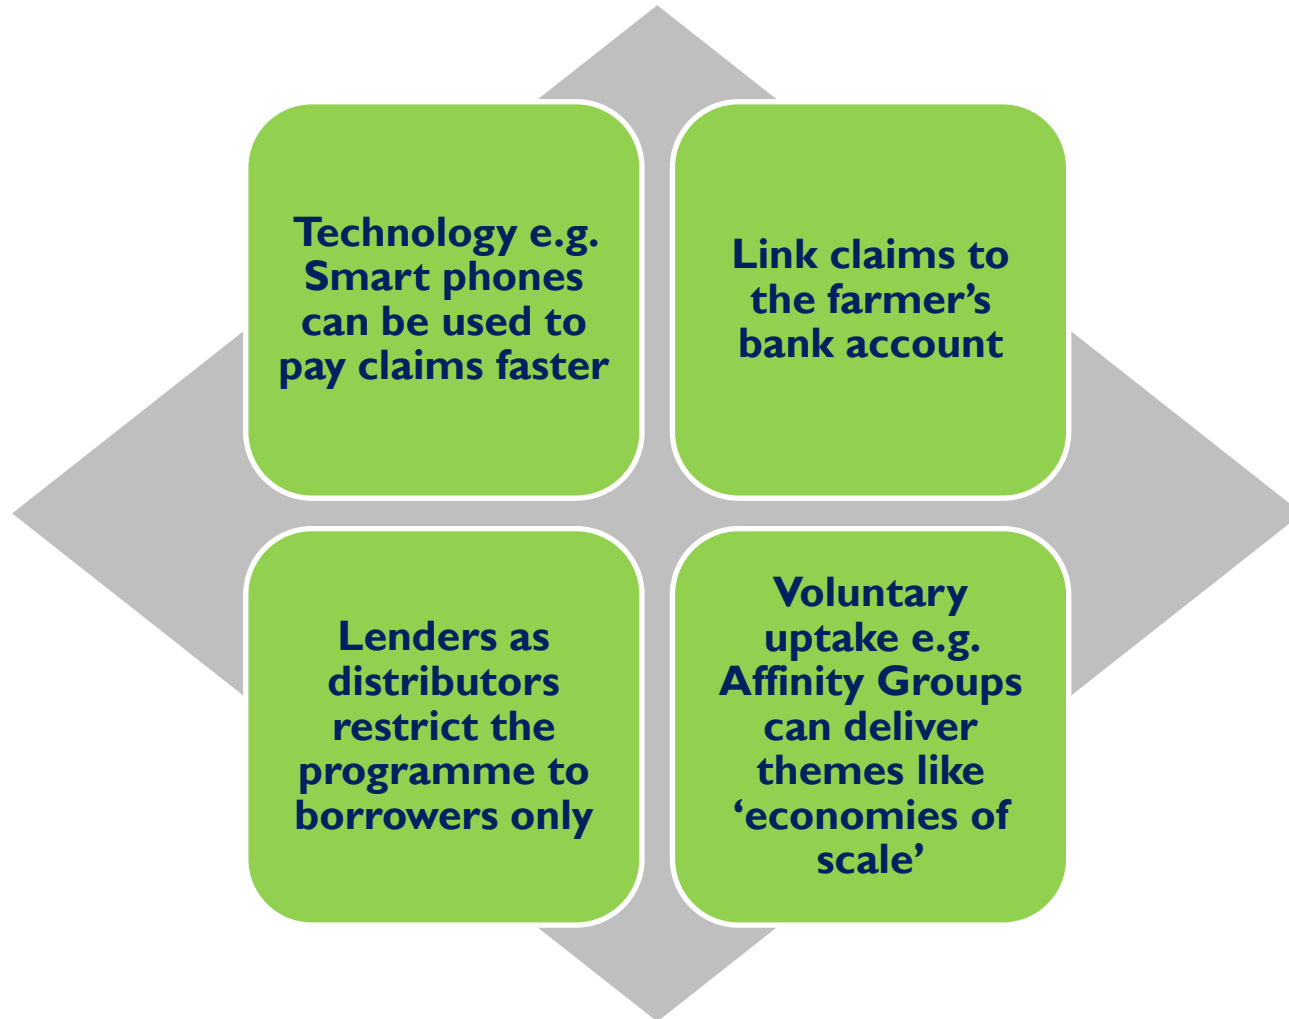 Technology e.g.
Smart phones
can be used to
pay claims faster
Link claims to
the farmer’s
bank account
Lenders as
distributors
restrict the
programme to
borrowers only
Voluntary
uptake e.g.
Affinity Groups
can deliver
themes like
‘economies of
scale’